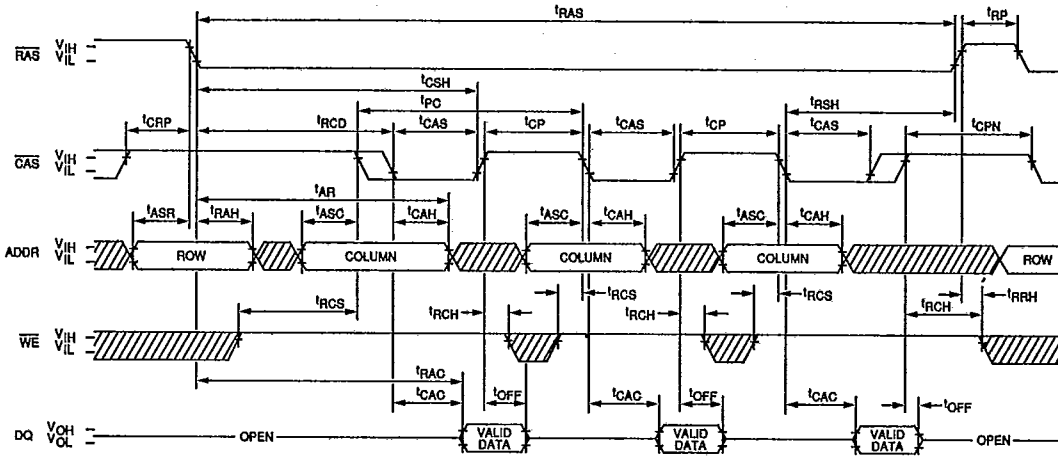 tRAS
tRP
RAS VIH
VIL
tCSH
tPC
tRSH
tCRP tRCD tCAS tCP tCAS tCP tCAS tCPN
CAS VIH
VIL
tAR
tASR tRAH tASC tCAH tASC tCAH tASC tCAH
ADDR VIH
VIL
ROW COLUMN COLUMN COLUMN ROW
tRCS tRCH tRCS tRCH tRCS tRCH tRRH
WE VIH
VIL
tRAC
tCAC tOFF tCAC tOFF tCAC tOFF
DQ VOH
VOL
OPEN VALID DATA VALID DATA VALID DATA OPEN